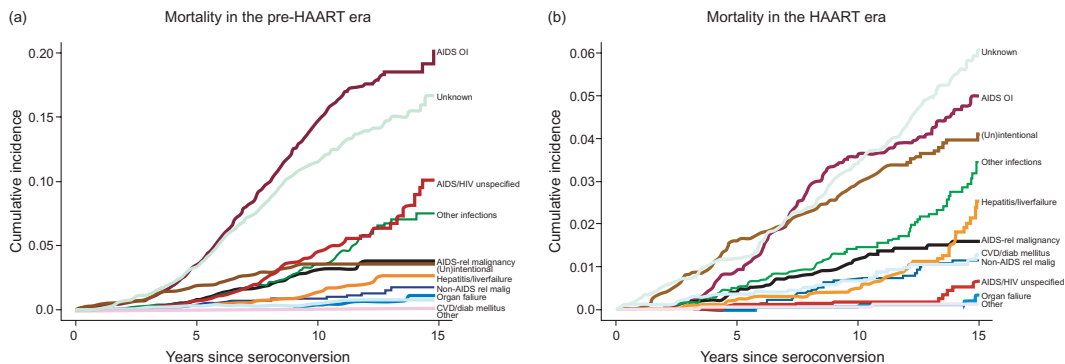 (a)
Mortality in the pre-HAART era
Cumulative incidence
0.20
0.15
0.10
0.05
0.00
AIDS OI
Unknown
AIDS/HIV unspecified
Other infections
AIDS-rel malignancy
(Un)intentional
Hepatitis/liverfailure
Non-AIDS rel malig
Organ faliure
CVD/diab mellitus
Other
0
5
10
15
Years since seroconversion
(b)
Mortality in the HAART era
Cumulative incidence
0.06
0.05
0.04
0.03
0.02
0.01
0.00
Unknown
AIDS OI
(Un)intentional
Other infections
Hepatitis/liverfailure
AIDS-rel malignancy
CVD/diab mellitus
Non-AIDS rel malig
AIDS/HIV unspecified
Organ faliure
Other
0
5
10
15
Years since seroconversion